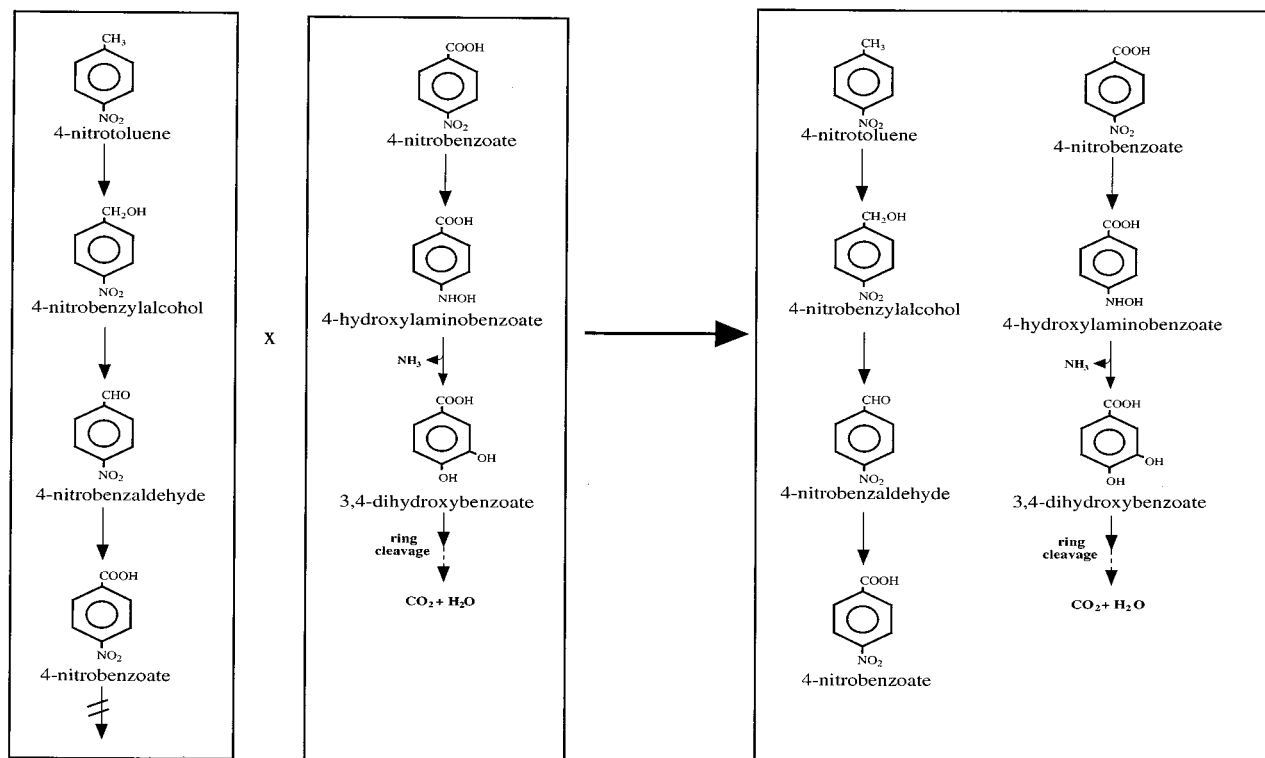 CH3
NO2
4-nitrotoluene
CH2OH
NO2
4-nitrobenzylalcohol
CHO
NO2
4-nitrobenzaldehyde
COOH
NO2
4-nitrobenzoate
x
COOH
NO2
4-nitrobenzoate
COOH
NHOH
4-hydroxylaminobenzoate
NH3
COOH
OH
OH
3,4-dihydroxybenzoate
ring
cleavage
CO2 + H2O
CH3
NO2
4-nitrotoluene
CH2OH
NO2
4-nitrobenzylalcohol
CHO
NO2
4-nitrobenzaldehyde
COOH
NO2
4-nitrobenzoate
COOH
NO2
4-nitrobenzoate
COOH
NHOH
4-hydroxylaminobenzoate
NH3
COOH
OH
OH
3,4-dihydroxybenzoate
ring
cleavage
CO2 + H2O